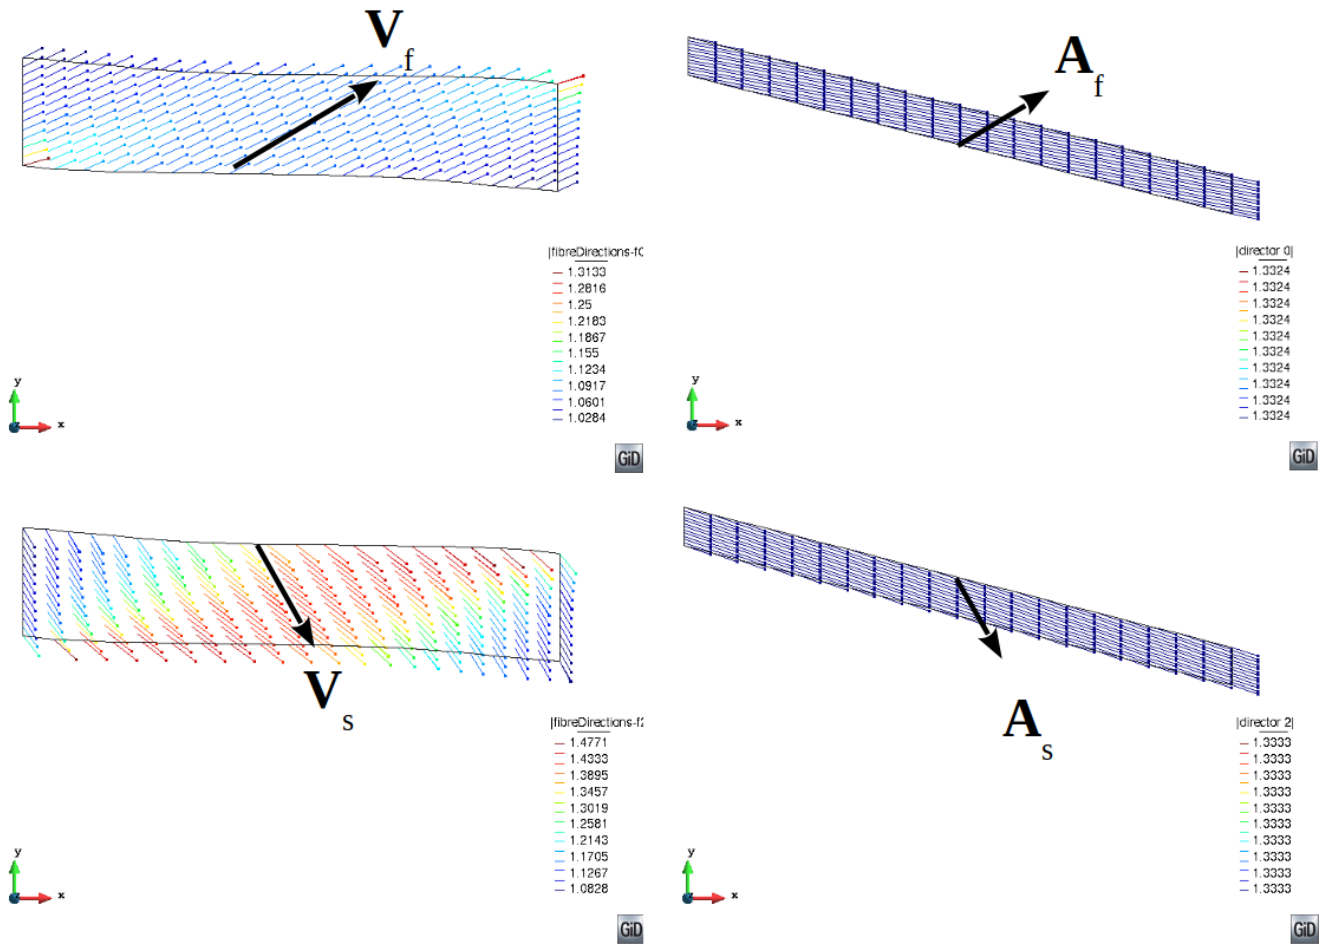 V
f
|fibreDirections-f0
1.3133
1.2816
1.25
1.2183
1.1867
1.155
1.1234
1.0917
1.0601
1.0284
y
x
GiD
A
f
|director 0|
1.3324
1.3324
1.3324
1.3324
1.3324
1.3324
1.3324
1.3324
1.3324
1.3324
y
x
GiD
V
s
|fibreDirections-f2
1.4771
1.4333
1.3895
1.3457
1.3019
1.2581
1.2143
1.1705
1.1267
1.0828
y
x
GiD
A
s
|director 2|
1.3333
1.3333
1.3333
1.3333
1.3333
1.3333
1.3333
1.3333
1.3333
1.3333
y
x
GiD